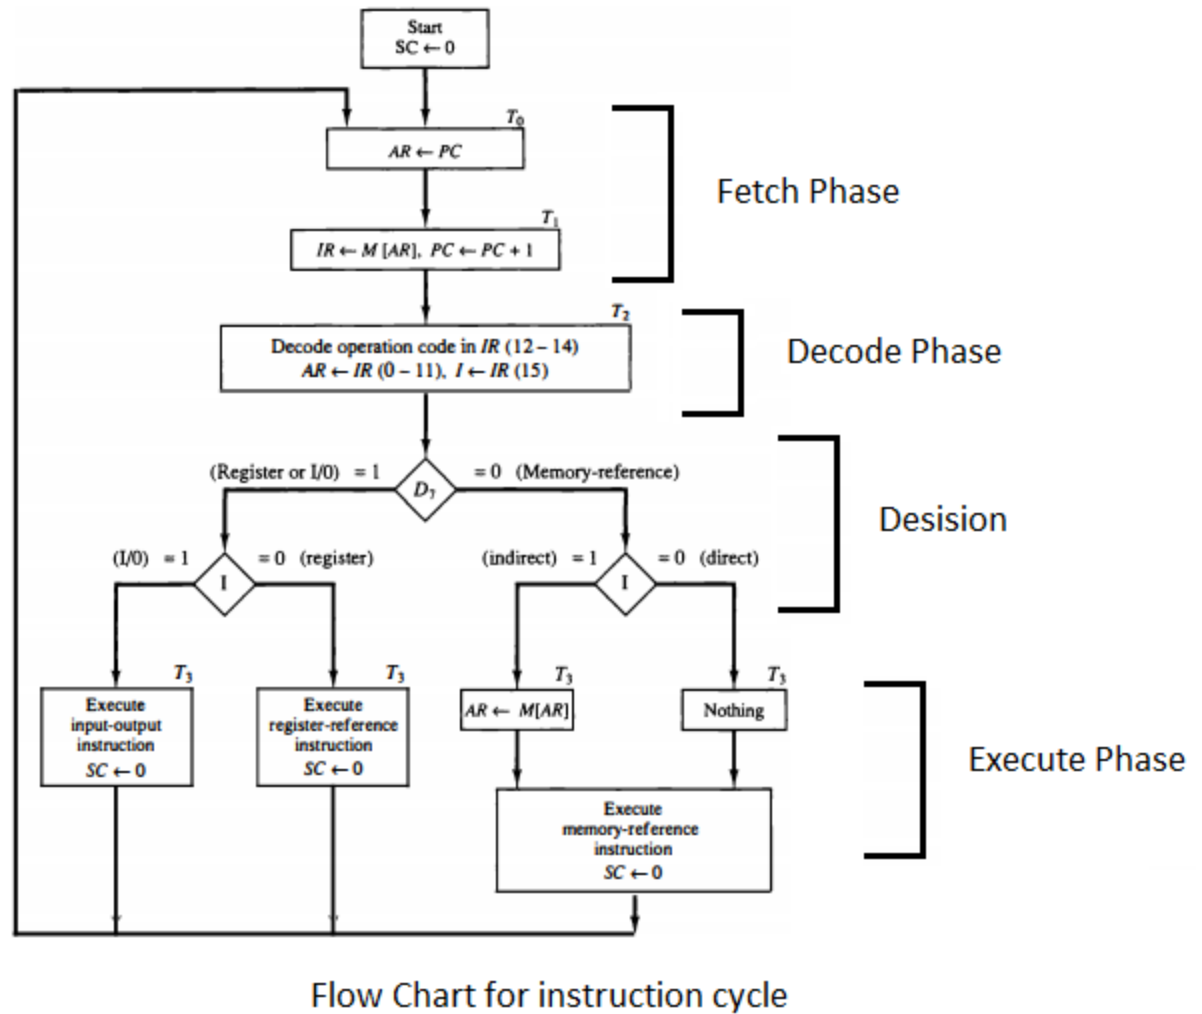 Start
SC ← 0
T₀
AR ← PC
Fetch Phase
T₁
IR ← M [AR], PC ← PC + 1
T₂
Decode operation code in IR (12 – 14)
AR ← IR (0 – 11), I ← IR (15)
Decode Phase
(Register or I/0) = 1
D₇
= 0 (Memory-reference)
Desision
(I/0) = 1
I
= 0 (register)
(indirect) = 1
I
= 0 (direct)
T₃
Execute
input-output
instruction
SC ← 0
T₃
Execute
register-reference
instruction
SC ← 0
T₃
AR ← M[AR]
T₃
Nothing
Execute Phase
Execute
memory-reference
instruction
SC ← 0
Flow Chart for instruction cycle